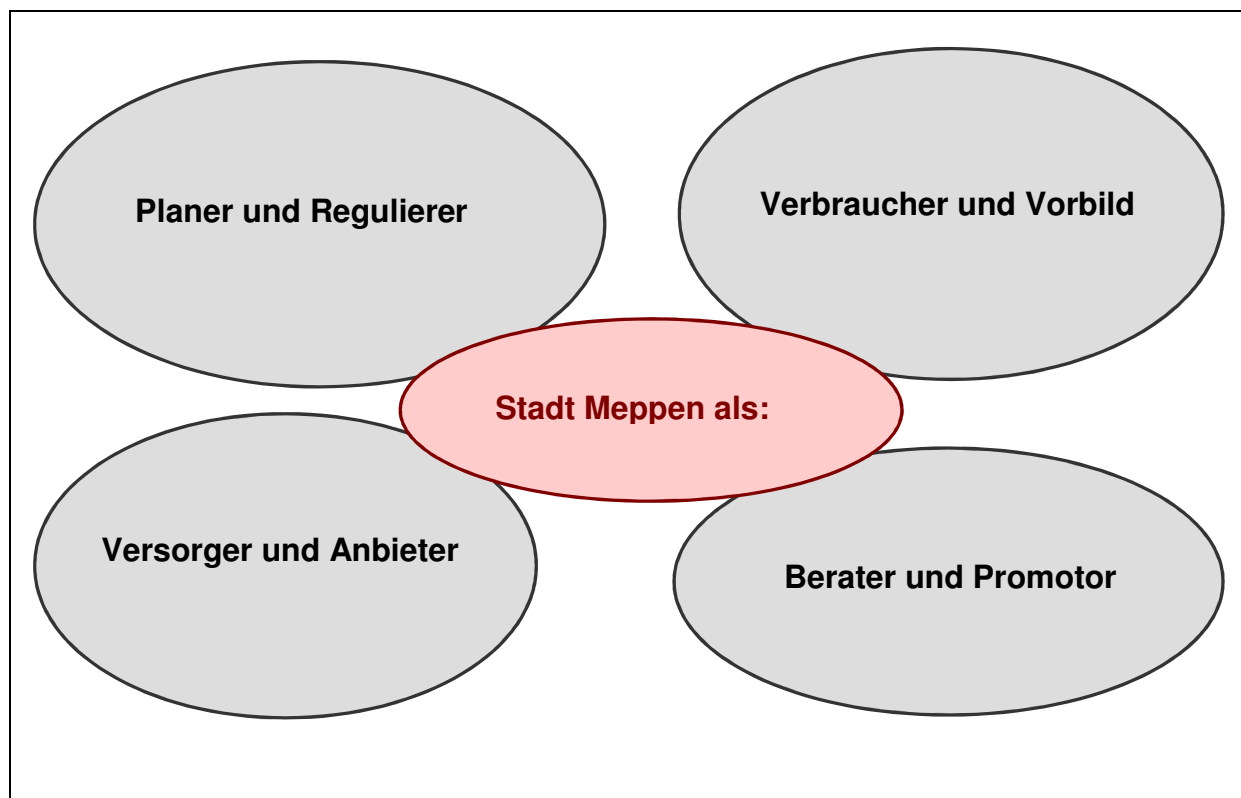 Planer und Regulierer
Verbraucher und Vorbild
Stadt Meppen als:
Versorger und Anbieter
Berater und Promotor